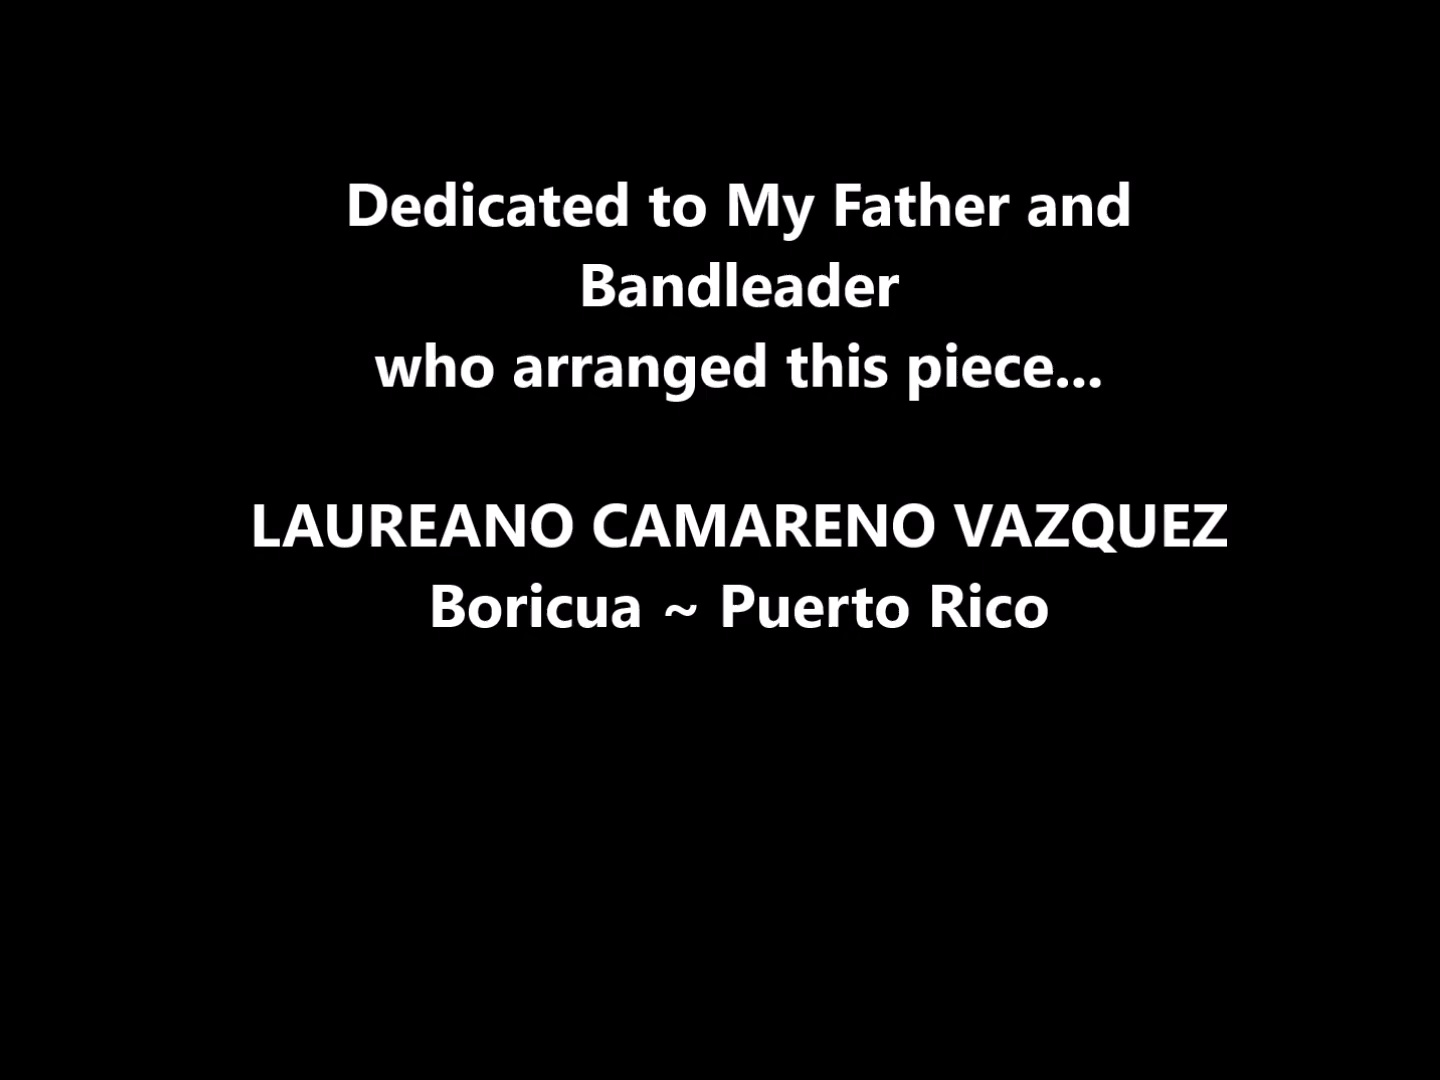 Dedicated to My Father and
Bandleader
who arranged this piece...
LAUREANO CAMARENO VAZQUEZ
Boricua ~ Puerto Rico